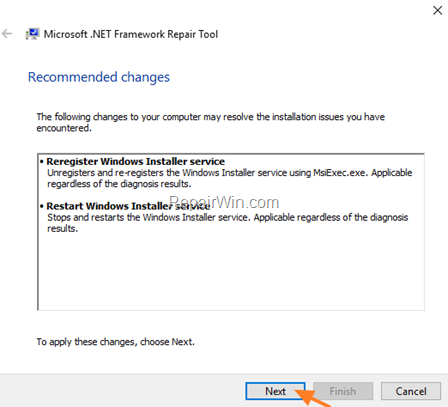 Microsoft .NET Framework Repair Tool
Recommended changes
The following changes to your computer may resolve the installation issues you have
encountered.
• Reregister Windows Installer service
Unregisters and re-registers the Windows Installer service using MsiExec.exe. Applicable
regardless of the diagnosis results.
• Restart Windows Installer service
RepairWin.com
Stops and restarts the Windows Installer service. Applicable regardless of the diagnosis
results.
To apply these changes, choose Next.
Next Finish Cancel